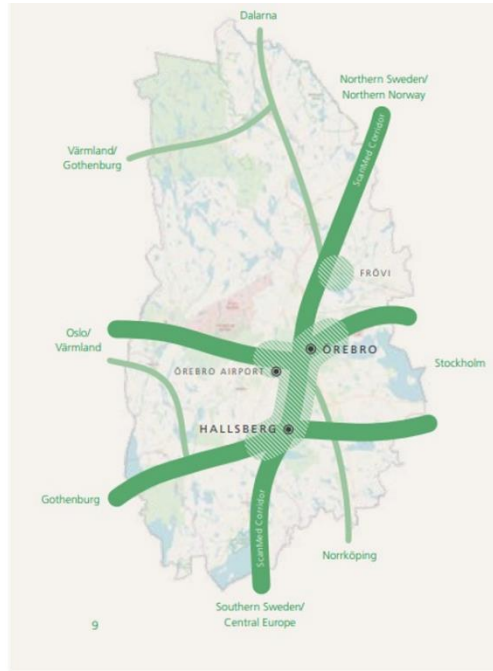 Dalarna
Northern Sweden/
Northern Norway
ScanMed Corridor
Värmland/
Gothenburg
FRÖVI
Oslo/
Värmland
ÖREBRO
Stockholm
ÖREBRO AIRPORT
HALLSBERG
Gothenburg
ScanMed Corridor
Norrköping
Southern Sweden/
Central Europe
9